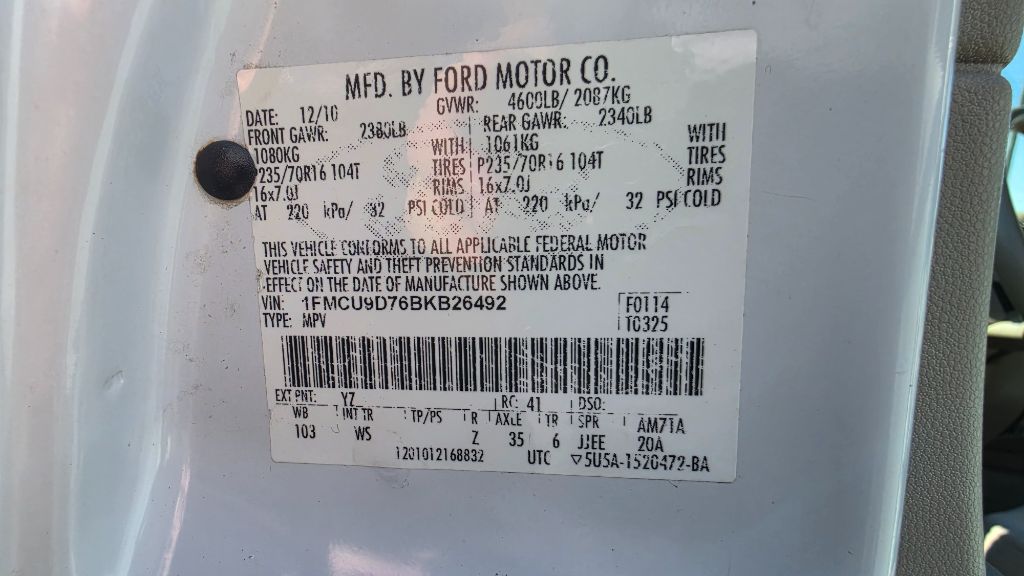 MFD. BY FORD MOTOR CO.
DATE: 12/10 GVWR: 4600LB/ 2087KG
FRONT GAWR: 2380LB REAR GAWR: 2340LB
1080KG WITH 1061KG WITH
P235/70R16 104T TIRES P235/70R16 104T TIRES
16x7.0J RIMS 16x7.0J RIMS
AT 220 kPa/ 32 PSI COLD AT 220 kPa/ 32 PSI COLD
THIS VEHICLE CONFORMS TO ALL APPLICABLE FEDERAL MOTOR
VEHICLE SAFETY AND THEFT PREVENTION STANDARDS IN
EFFECT ON THE DATE OF MANUFACTURE SHOWN ABOVE.
VIN: 1FMCU9D76BKB26492 F0114
TYPE: MPV T0325
EXT PNT: YZ RC: 41 DSO:
WB INT TR TP/PS R AXLE TR SPR AM71A
103 WS Z 35 6 JJEE 20A
1201012168832 UTC ▽5U5A-1520472-BA